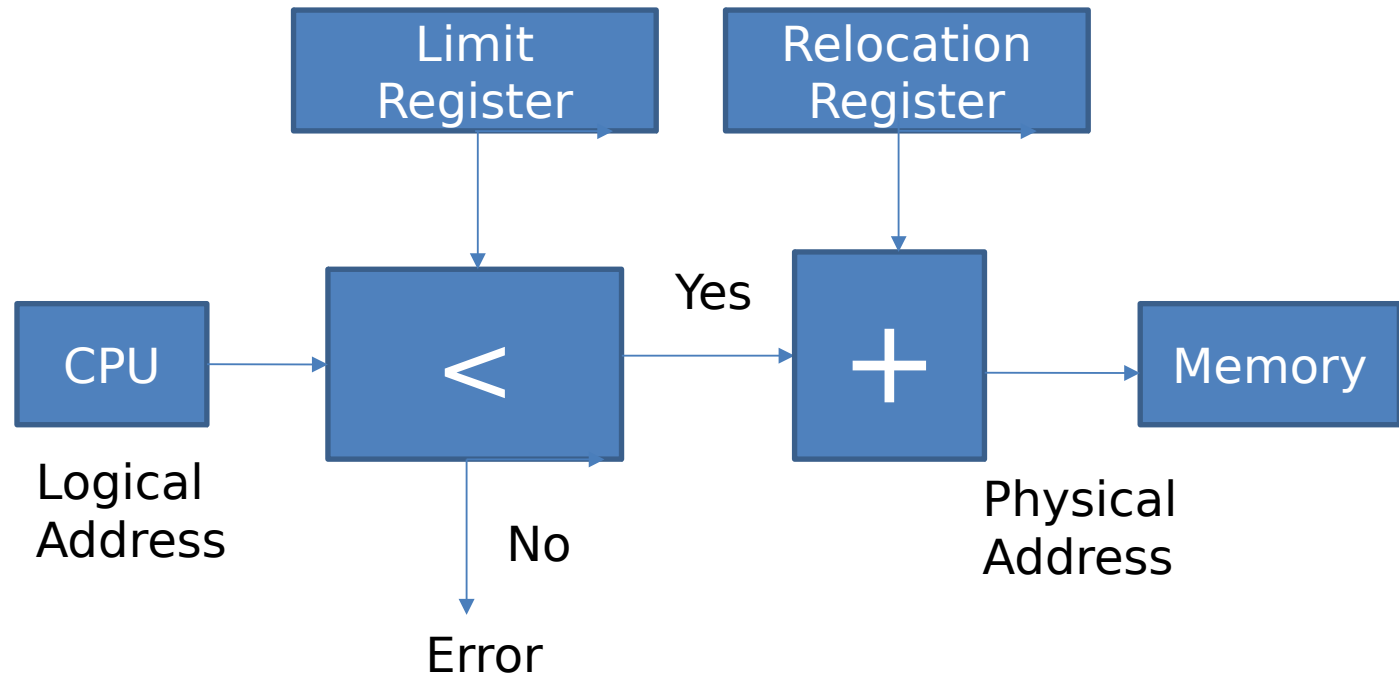 Limit
Register
Relocation
Register
Yes
CPU
<
+
Memory
Logical
Address
No
Physical
Address
Error